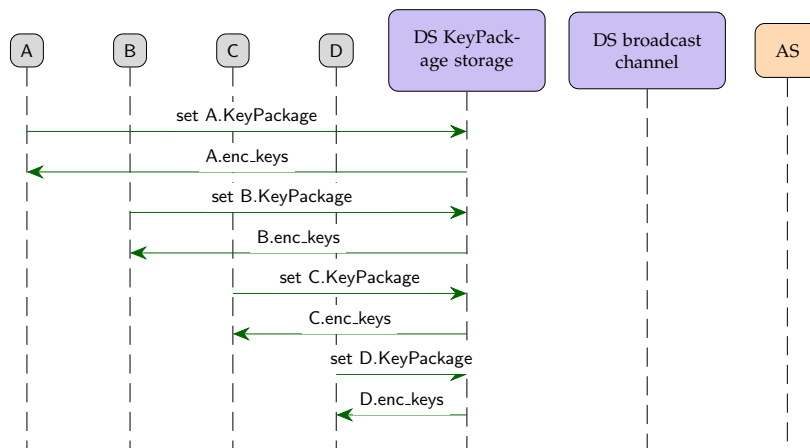 A
B
C
D
DS KeyPack-
age storage
DS broadcast
channel
AS
set A.KeyPackage
A.enc_keys
set B.KeyPackage
B.enc_keys
set C.KeyPackage
C.enc_keys
set D.KeyPackage
D.enc_keys